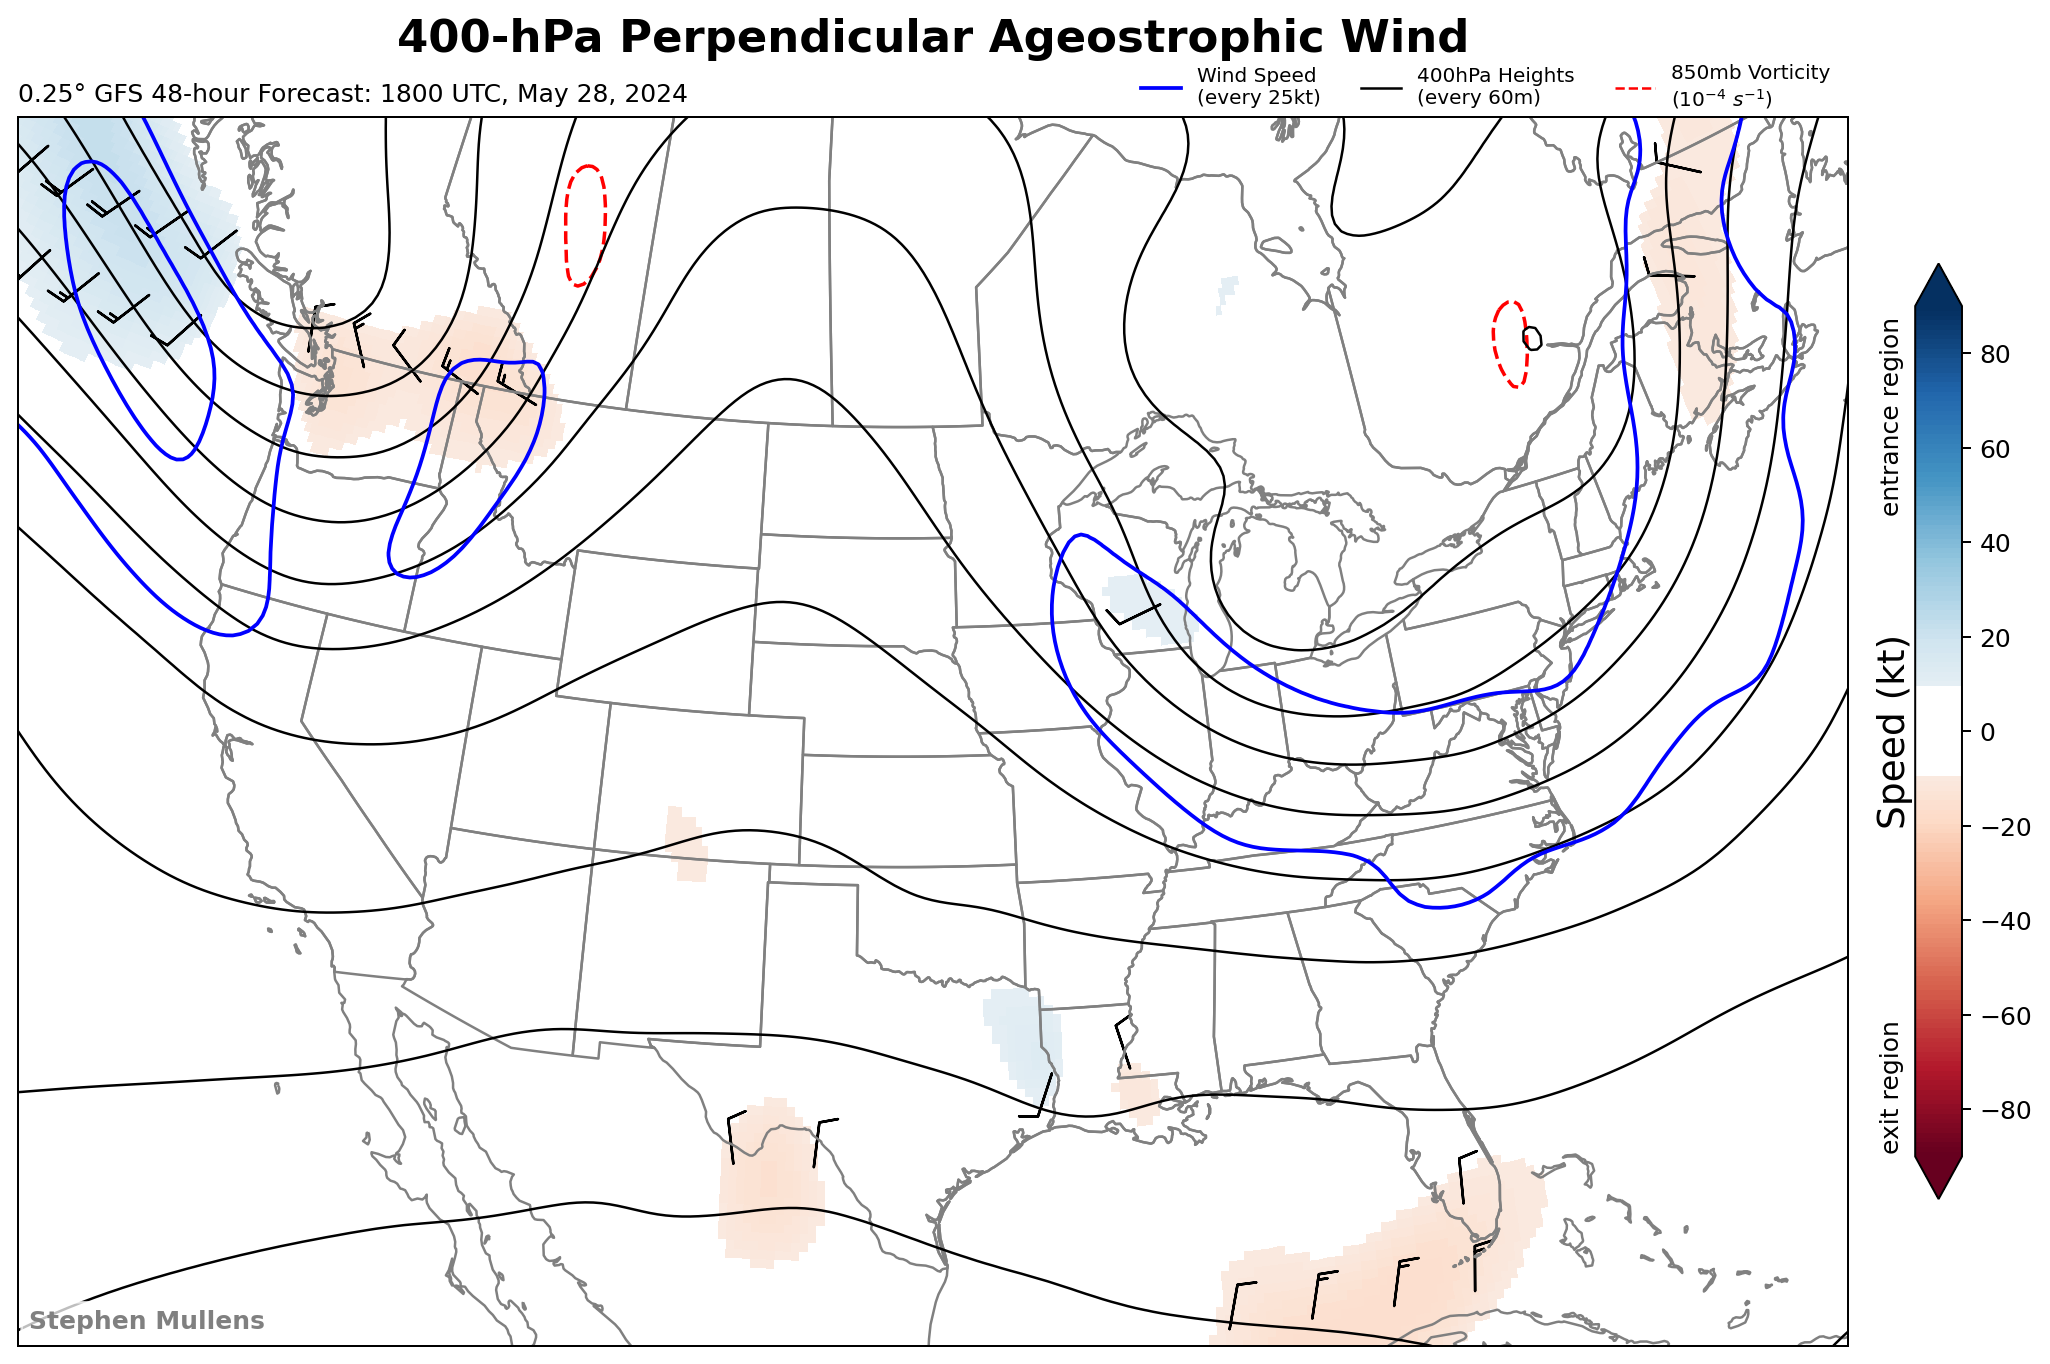 400-hPa Perpendicular Ageostrophic Wind
0.25° GFS 48-hour Forecast: 1800 UTC, May 28, 2024
Wind Speed
(every 25kt)
400hPa Heights
(every 60m)
850mb Vorticity
(10⁻⁴ s⁻¹)
entrance region
Speed (kt)
exit region
80
60
40
20
0
−20
−40
−60
−80
Stephen Mullens